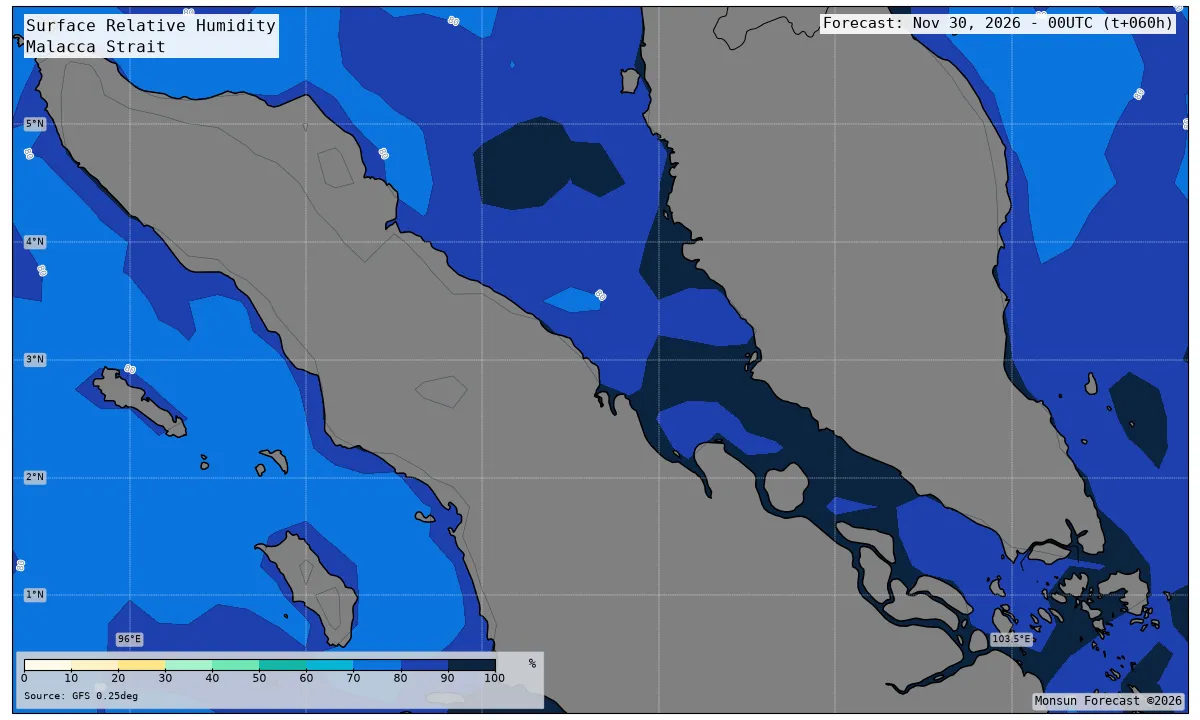 Surface Relative Humidity
Malacca Strait
Forecast: Nov 30, 2026 - 00UTC (t+060h)
80
80
80
80
5°N
80
80
80
4°N
80
80
3°N
80
2°N
80
1°N
96°E
103.5°E
%
0 10 20 30 40 50 60 70 80 90 100
Source: GFS 0.25deg
Monsun Forecast ©2026